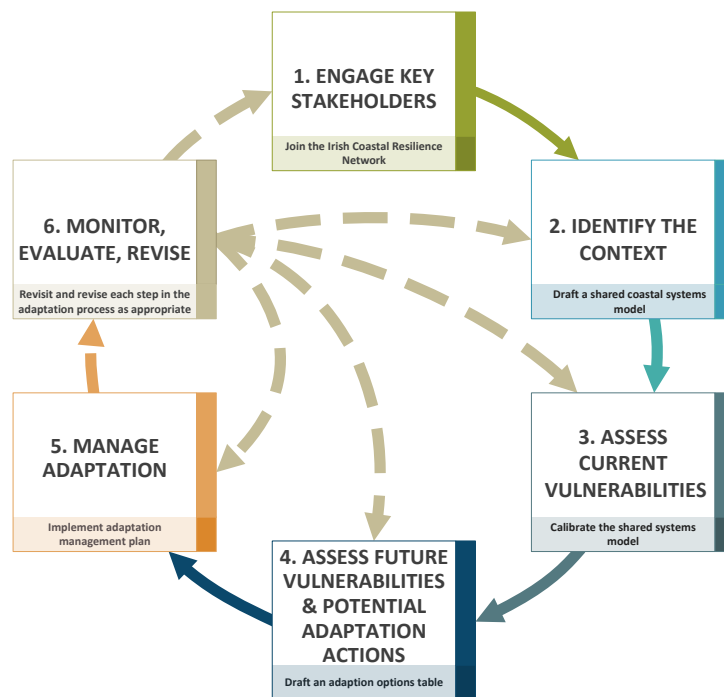 1. ENGAGE KEY
STAKEHOLDERS
Join the Irish Coastal Resilience
Network
2. IDENTIFY THE
CONTEXT
Draft a shared coastal systems
model
3. ASSESS
CURRENT
VULNERABILITIES
Calibrate the shared systems
model
4. ASSESS FUTURE
VULNERABILITIES
& POTENTIAL
ADAPTATION
ACTIONS
Draft an adaption options table
5. MANAGE
ADAPTATION
Implement adaptation
management plan
6. MONITOR,
EVALUATE, REVISE
Revisit and revise each step in the
adaptation process as appropriate